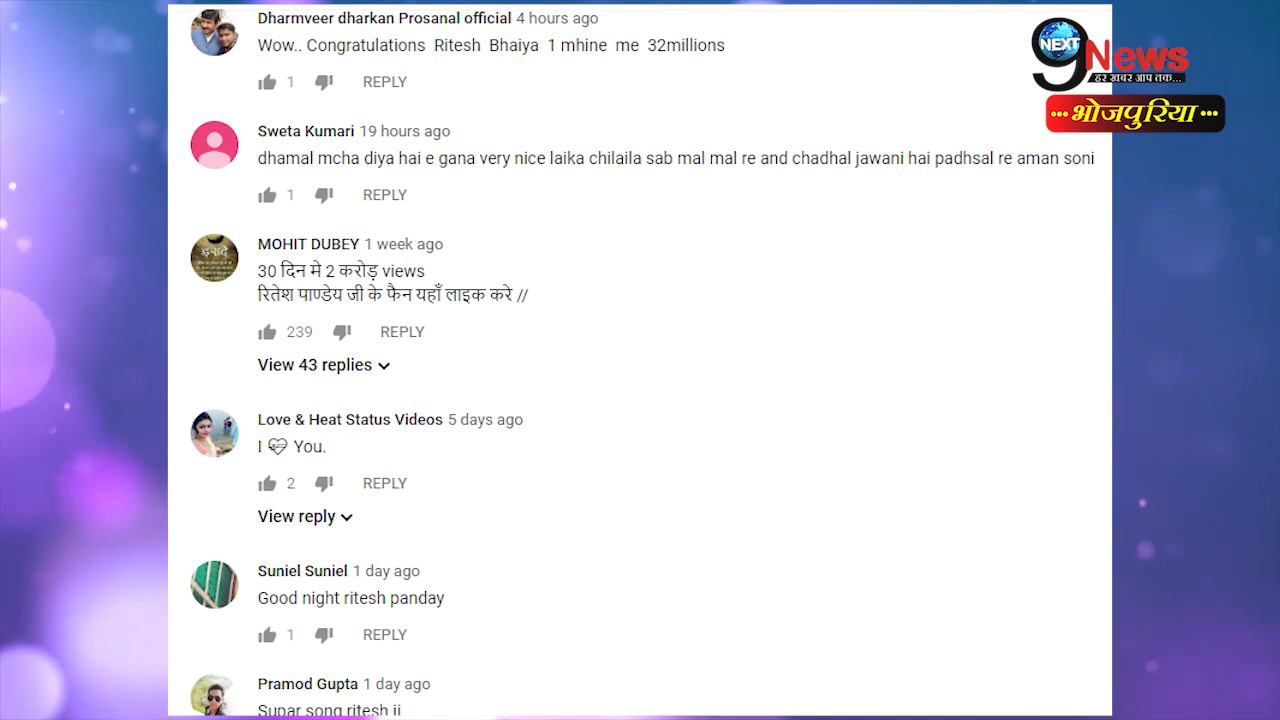 Dharmveer dharkan Prosanal official 4 hours ago
Wow.. Congratulations Ritesh Bhaiya 1 mhine me 32millions
1 REPLY
NEXT
9 News
हर खबर आप तक...
...भोजपुरिया...
Sweta Kumari 19 hours ago
dhamal mcha diya hai e gana very nice laika chilaila sab mal mal re and chadhal jawani hai padhsal re aman soni
1 REPLY
MOHIT DUBEY 1 week ago
30 दिन मे 2 करोड़ views
रितेश पाण्डेय जी के फैन यहाँ लाइक करे //
239 REPLY
View 43 replies
Love & Heat Status Videos 5 days ago
I 💝 You.
2 REPLY
View reply
Suniel Suniel 1 day ago
Good night ritesh panday
1 REPLY
Pramod Gupta 1 day ago
Supar song ritesh ji